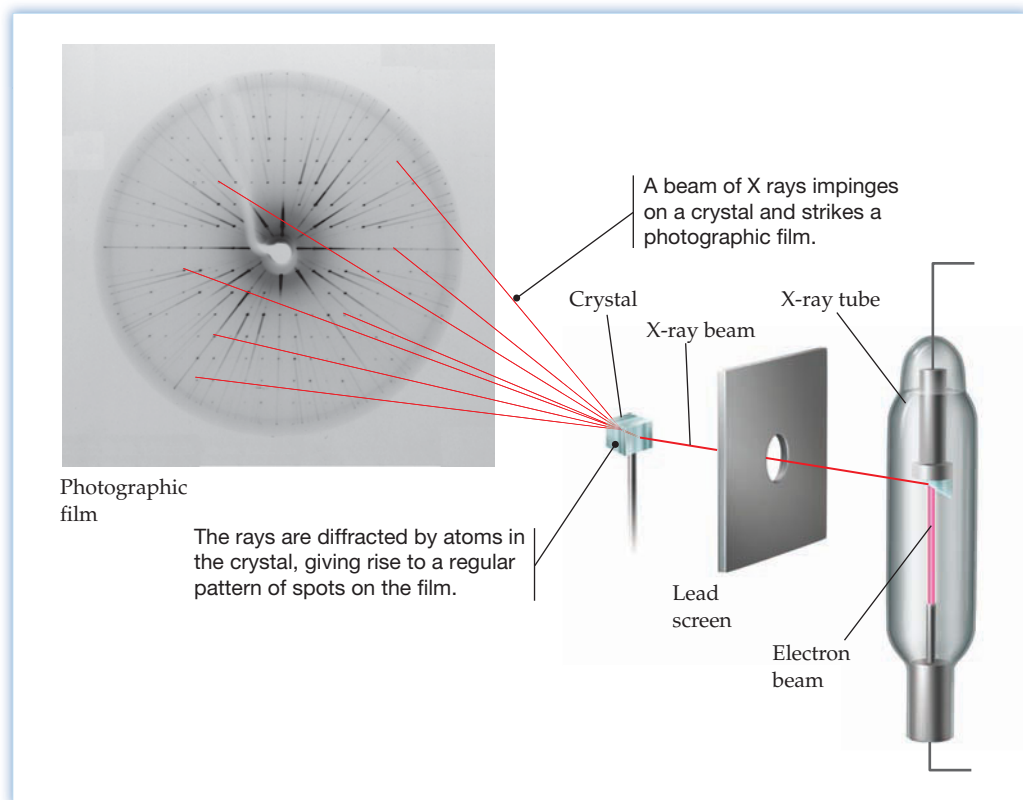 A beam of X rays impinges
on a crystal and strikes a
photographic film.
Crystal
X-ray tube
X-ray beam
Photographic
film
The rays are diffracted by atoms in
the crystal, giving rise to a regular
pattern of spots on the film.
Lead
screen
Electron
beam